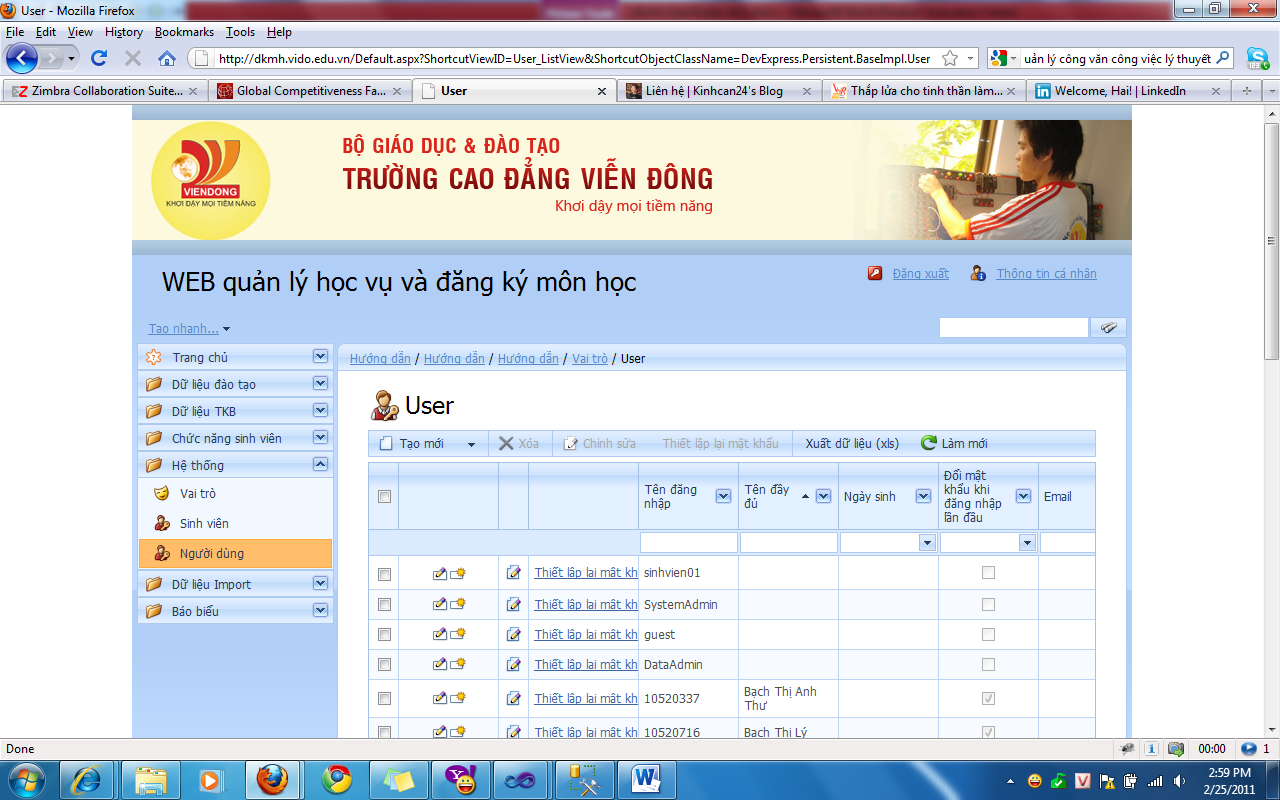 User - Mozilla Firefox
File Edit View History Bookmarks Tools Help
http://dkmh.vido.edu.vn/Default.aspx?ShortcutViewID=User_ListView&ShortcutObjectClassName=DevExpress.Persistent.BaseImpl.User
uản lý công văn công việc lý thuyết
Zimbra Collaboration Suite... Global Competitiveness Fa... User Liên hệ | Kinhcan24's Blog Thắp lửa cho tinh thần làm... Welcome, Hai! | LinkedIn
VIENDONG
KHƠI DẬY MỌI TIỀM NĂNG
BỘ GIÁO DỤC & ĐÀO TẠO
TRƯỜNG CAO ĐẲNG VIỄN ĐÔNG
Khơi dậy mọi tiềm năng
WEB quản lý học vụ và đăng ký môn học
Đăng xuất Thông tin cá nhân
Tạo nhanh...
Trang chủ
Dữ liệu đào tạo
Dữ liệu TKB
Chức năng sinh viên
Hệ thống
Vai trò
Sinh viên
Người dùng
Dữ liệu Import
Báo biểu
Hướng dẫn / Hướng dẫn / Hướng dẫn / Vai trò / User
User
Tạo mới Xóa Chỉnh sửa Thiết lập lại mật khẩu Xuất dữ liệu (xls) Làm mới
Tên đăng nhập Tên đầy đủ Ngày sinh Đổi mật khẩu khi đăng nhập lần đầu Email
Thiết lập lại mật kh sinhvien01
Thiết lập lại mật kh SystemAdmin
Thiết lập lại mật kh guest
Thiết lập lại mật kh DataAdmin
Thiết lập lại mật kh 10520337 Bạch Thị Anh Thư
Thiết lập lại mật kh 10520716 Bạch Thị Lý
Done
00:00 1
2:59 PM
2/25/2011